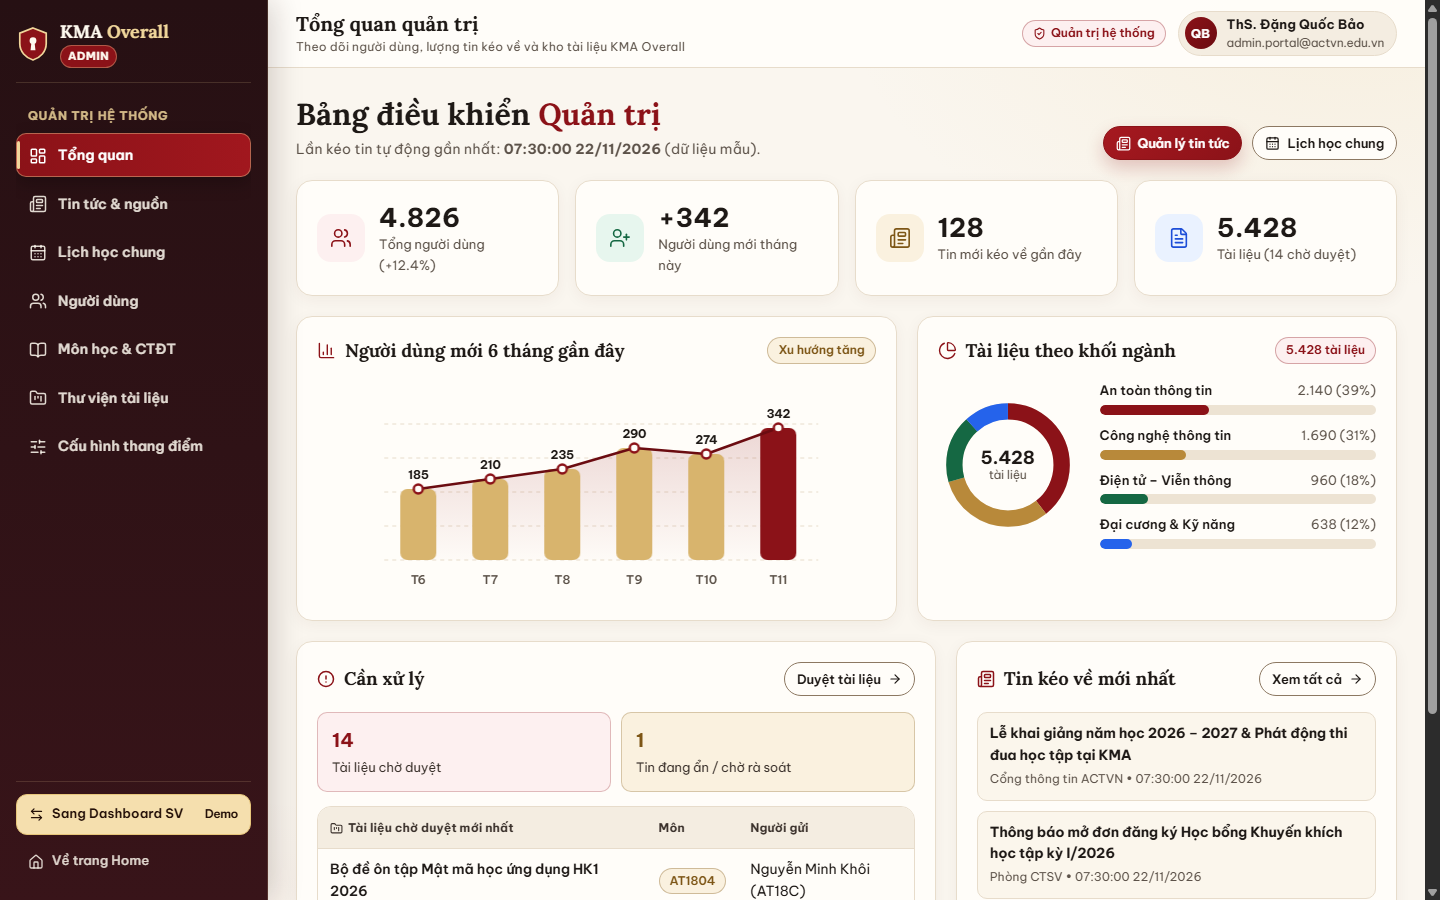 KMA Overall
ADMIN
QUẢN TRỊ HỆ THỐNG
Tổng quan
Tin tức & nguồn
Lịch học chung
Người dùng
Môn học & CTĐT
Thư viện tài liệu
Cấu hình thang điểm
Sang Dashboard SV Demo
Về trang Home
Tổng quan quản trị
Theo dõi người dùng, lượng tin kéo về và kho tài liệu KMA Overall
Quản trị hệ thống
QB
ThS. Đặng Quốc Bảo
admin.portal@actvn.edu.vn
Bảng điều khiển Quản trị
Lần kéo tin tự động gần nhất: 07:30:00 22/11/2026 (dữ liệu mẫu).
Quản lý tin tức
Lịch học chung
4.826
Tổng người dùng
(+12.4%)
+342
Người dùng mới tháng
này
128
Tin mới kéo về gần đây
5.428
Tài liệu (14 chờ duyệt)
Người dùng mới 6 tháng gần đây
Xu hướng tăng
185
210
235
290
274
342
T6
T7
T8
T9
T10
T11
Tài liệu theo khối ngành
5.428 tài liệu
5.428
tài liệu
An toàn thông tin 2.140 (39%)
Công nghệ thông tin 1.690 (31%)
Điện tử – Viễn thông 960 (18%)
Đại cương & Kỹ năng 638 (12%)
Cần xử lý
Duyệt tài liệu
14
Tài liệu chờ duyệt
1
Tin đang ẩn / chờ rà soát
Tài liệu chờ duyệt mới nhất Môn Người gửi
Bộ đề ôn tập Mật mã học ứng dụng HK1
2026
AT1804
Nguyễn Minh Khôi
(AT18C)
Tin kéo về mới nhất
Xem tất cả
Lễ khai giảng năm học 2026 – 2027 & Phát động thi
đua học tập tại KMA
Cổng thông tin ACTVN • 07:30:00 22/11/2026
Thông báo mở đơn đăng ký Học bổng Khuyến khích
học tập kỳ I/2026
Phòng CTSV • 07:30:00 22/11/2026